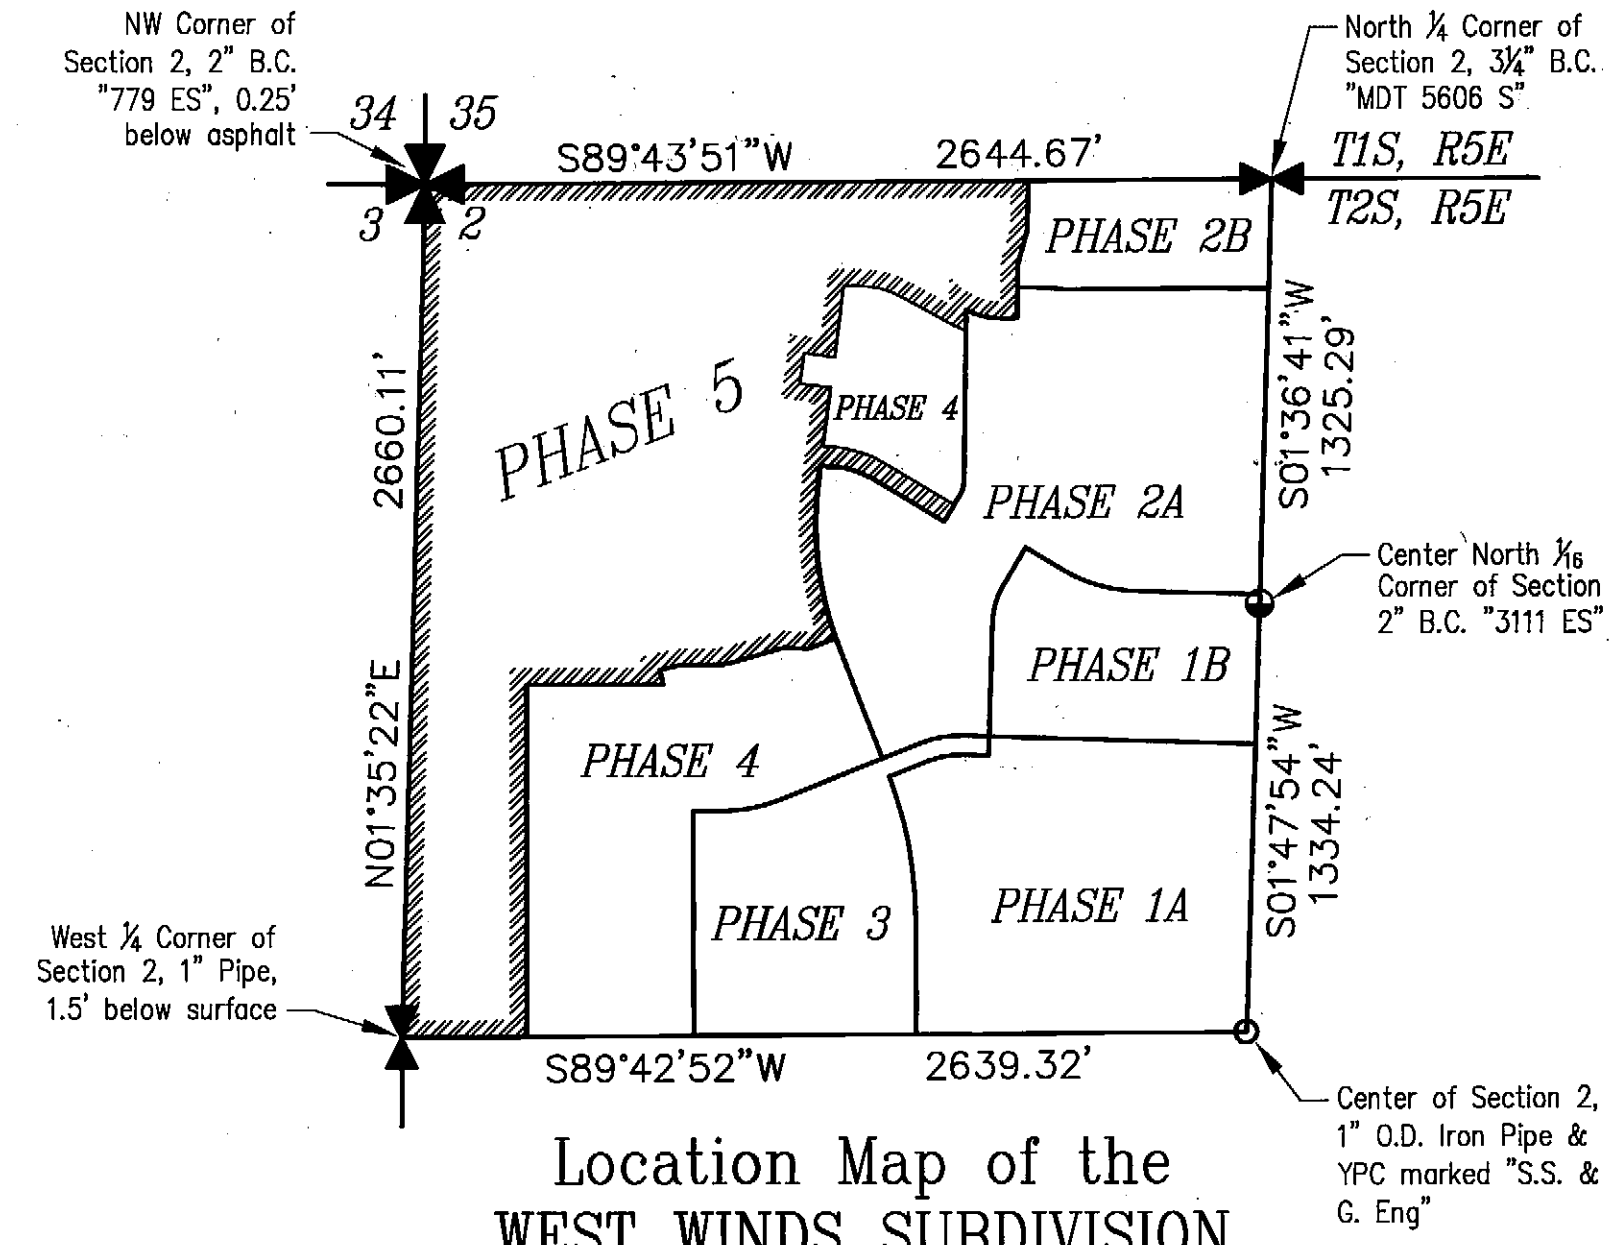 NW Corner of
Section 2, 2" B.C.
"779 ES", 0.25'
below asphalt
34 35
3 2
S89°43'51"W 2644.67'
North 1/4 Corner of
Section 2, 3 1/4" B.C.
"MDT 5606 S"
T1S, R5E
T2S, R5E
PHASE 2B
PHASE 5
PHASE 4
PHASE 2A
S01°36'41"W
1325.29'
2660.11'
N01°35'22"E
Center North 1/16
Corner of Section
2" B.C. "3111 ES"
PHASE 1B
PHASE 4
PHASE 3
PHASE 1A
S01°47'54"W
1334.24'
West 1/4 Corner of
Section 2, 1" Pipe,
1.5' below surface
S89°42'52"W 2639.32'
Center of Section 2,
1" O.D. Iron Pipe &
YPC marked "S.S. &
G. Eng"
Location Map of the
WEST WINDS SUBDIVISION